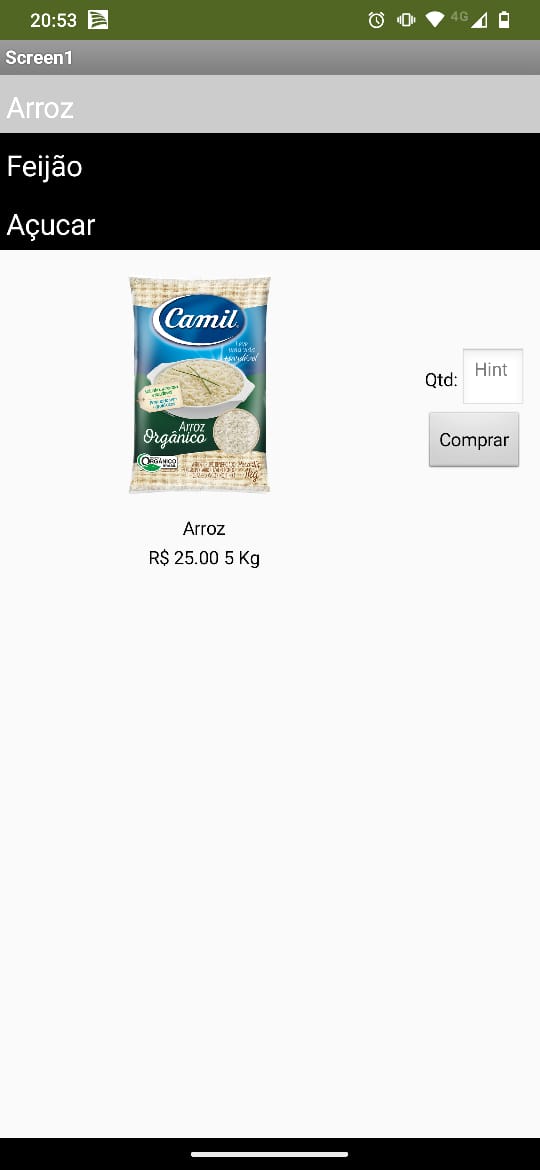 20:53
4G
Screen1
Arroz
Feijão
Açucar
Camil
Arroz
Orgânico
ORGÂNICO
BRASIL
1kg
Qtd: Hint
Comprar
Arroz
R$ 25.00 5 Kg